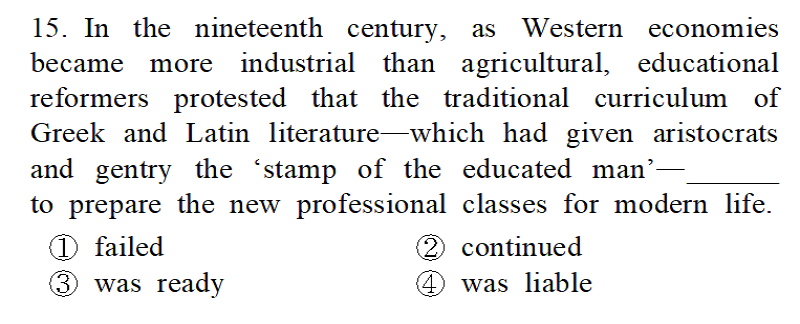 15. In the nineteenth century, as Western economies
became more industrial than agricultural, educational
reformers protested that the traditional curriculum of
Greek and Latin literature—which had given aristocrats
and gentry the ‘stamp of the educated man’—______
to prepare the new professional classes for modern life.
① failed ② continued
③ was ready ④ was liable